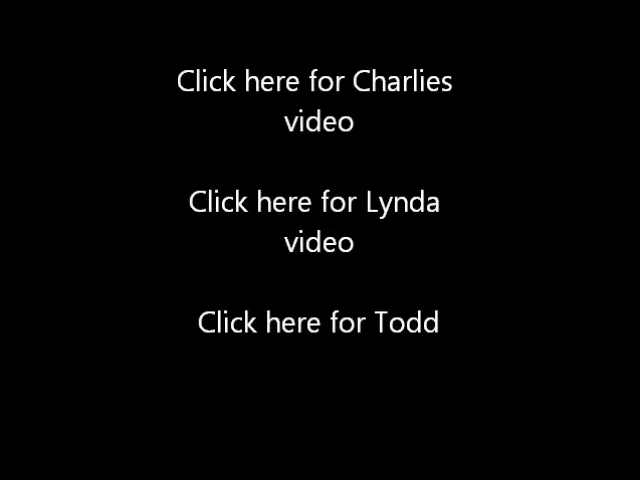 Click here for Charlies
video
Click here for Lynda
video
Click here for Todd